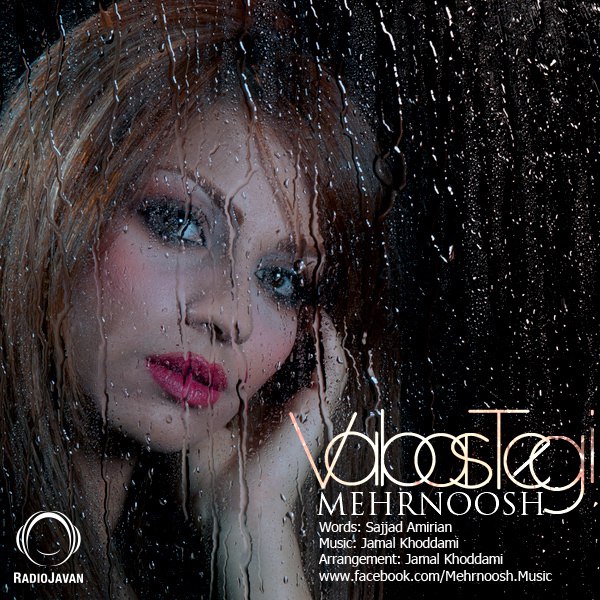 VabasTegi
MEHRNOOSH
Words: Sajjad Amirian
Music: Jamal Khoddami
Arrangement: Jamal Khoddami
www.facebook.com/Mehrnoosh.Music
RADIOJAVAN